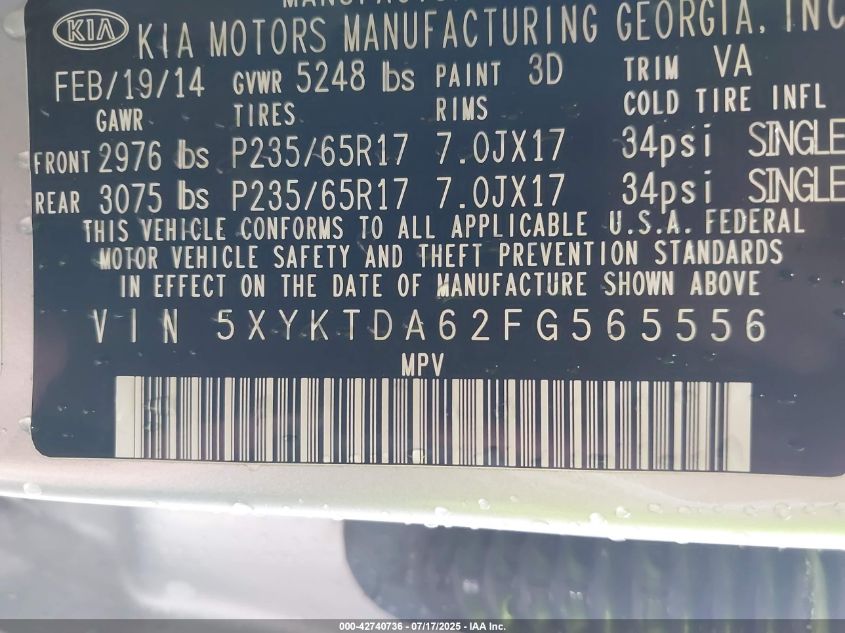 KIA KIA MOTORS MANUFACTURING GEORGIA, INC
FEB/19/14 GVWR 5248 lbs PAINT 3D TRIM VA
GAWR TIRES RIMS COLD TIRE INFL
FRONT 2976 lbs P235/65R17 7.0JX17 34psi SINGLE
REAR 3075 lbs P235/65R17 7.0JX17 34psi SINGLE
THIS VEHICLE CONFORMS TO ALL APPLICABLE U.S.A. FEDERAL
MOTOR VEHICLE SAFETY AND THEFT PREVENTION STANDARDS
IN EFFECT ON THE DATE OF MANUFACTURE SHOWN ABOVE
VIN 5XYKTDA62FG565556
MPV
000-42740736 - 07/17/2025 - IAA Inc.